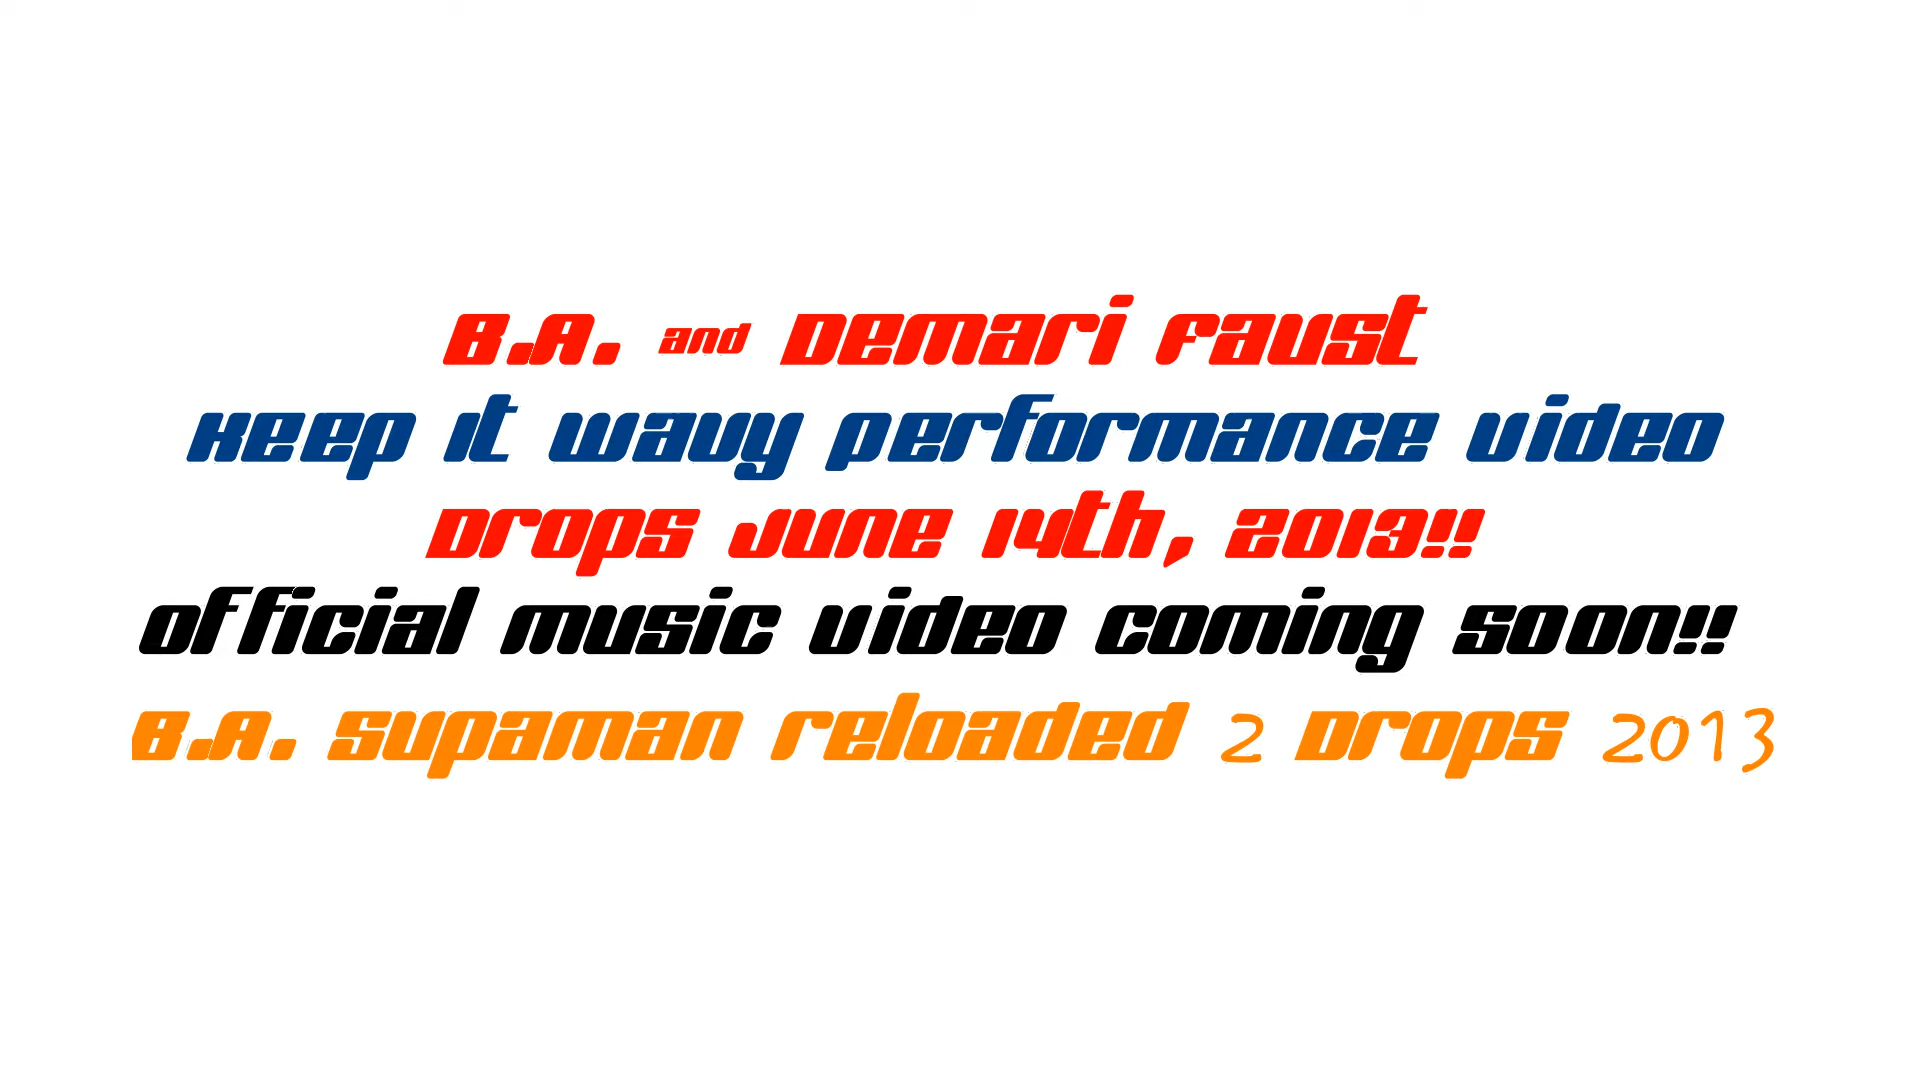 B.A. and Demari Faust
Keep It Wavy Performance Video
Drops June 14th, 2013!!
Official Music Video Coming Soon!!
B.A. Supaman Reloaded 2 Drops 2013